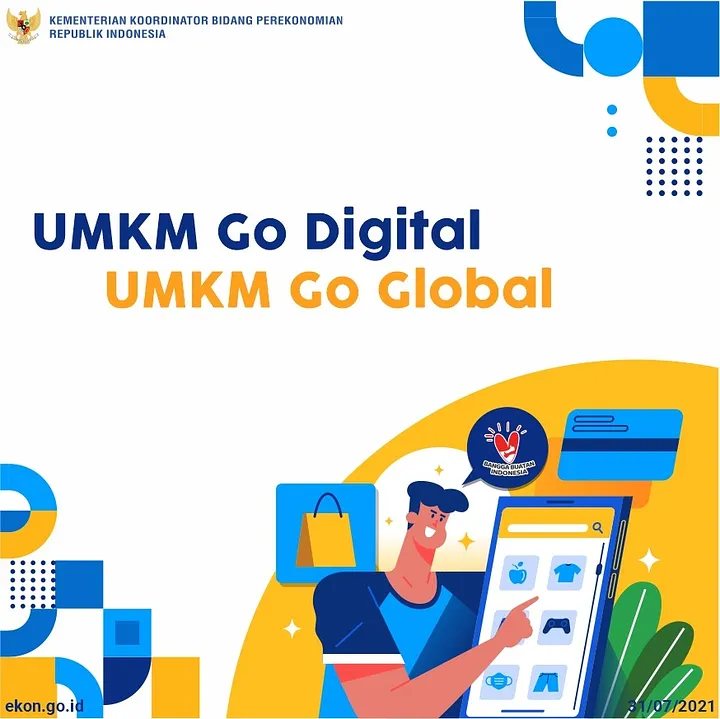 KEMENTERIAN KOORDINATOR BIDANG PEREKONOMIAN
REPUBLIK INDONESIA
UMKM Go Digital
UMKM Go Global
BANGGA BUATAN
INDONESIA
ekon.go.id
31/07/2021